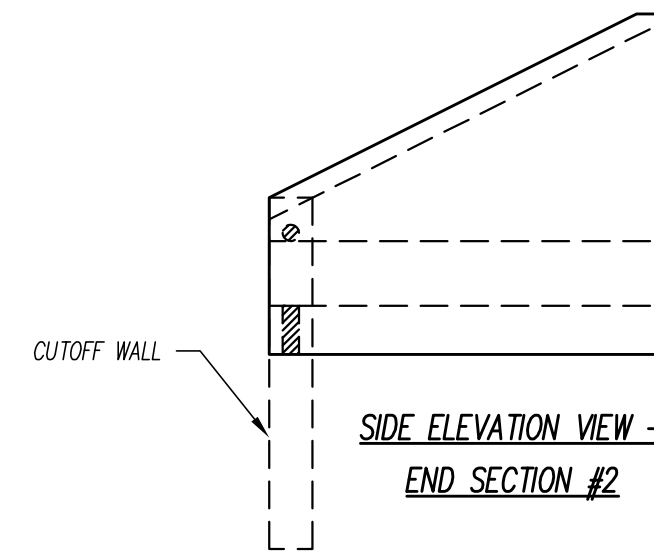 CUTOFF WALL
SIDE ELEVATION VIEW -
END SECTION #2